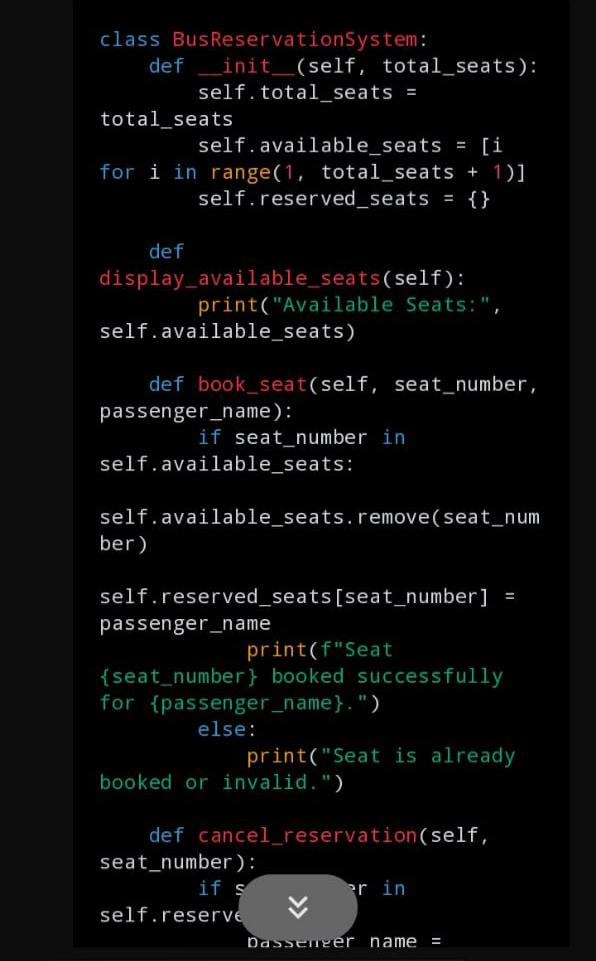 class BusReservationSystem:
    def __init__(self, total_seats):
        self.total_seats =
total_seats
        self.available_seats = [i
for i in range(1, total_seats + 1)]
        self.reserved_seats = {}
    def
display_available_seats(self):
        print("Available Seats:",
self.available_seats)
    def book_seat(self, seat_number,
passenger_name):
        if seat_number in
self.available_seats:
self.available_seats.remove(seat_num
ber)
self.reserved_seats[seat_number] =
passenger_name
            print(f"Seat
{seat_number} booked successfully
for {passenger_name}.")
        else:
            print("Seat is already
booked or invalid.")
    def cancel_reservation(self,
seat_number):
        if in
            passenger_name =